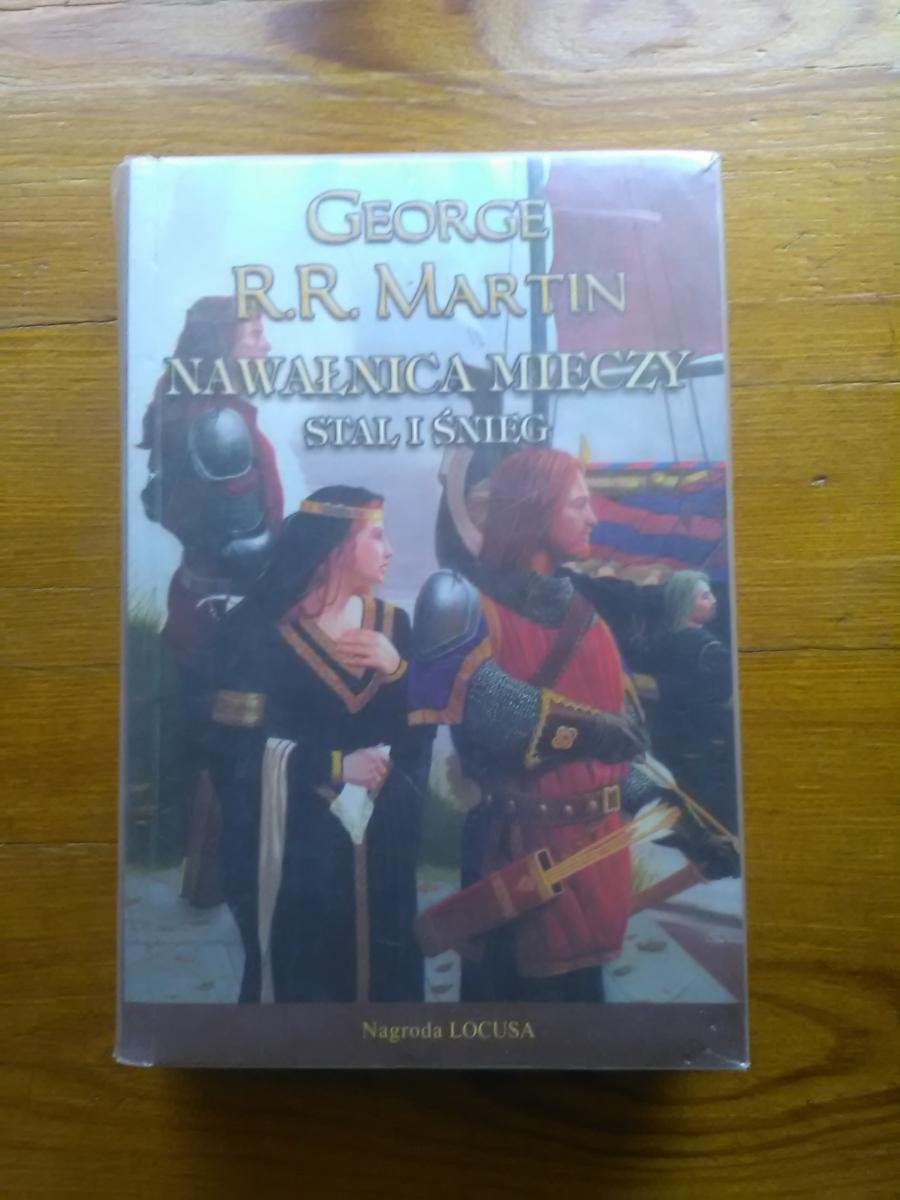 GEORGE
R.R. MARTIN
NAWAŁNICA MIECZY
STAL I ŚNIEG
Nagroda LOCUSA